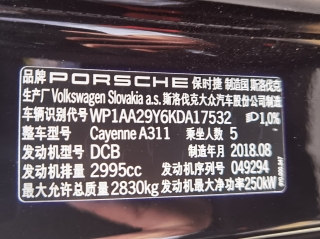 品牌 PORSCHE 保时捷 制造国 斯洛伐克
生产厂 Volkswagen Slovakia a.s. 斯洛伐克大众汽车股份公司制造
车辆识别代号 WP1AA29Y6KDA17532 1,0%
整车型号 Cayenne A311 乘坐人数 5
发动机型号 DCB 制造年月 2018.08
发动机排量 2995cc 发动机序列号 049294
最大允许总质量 2830kg 发动机最大净功率 250kW